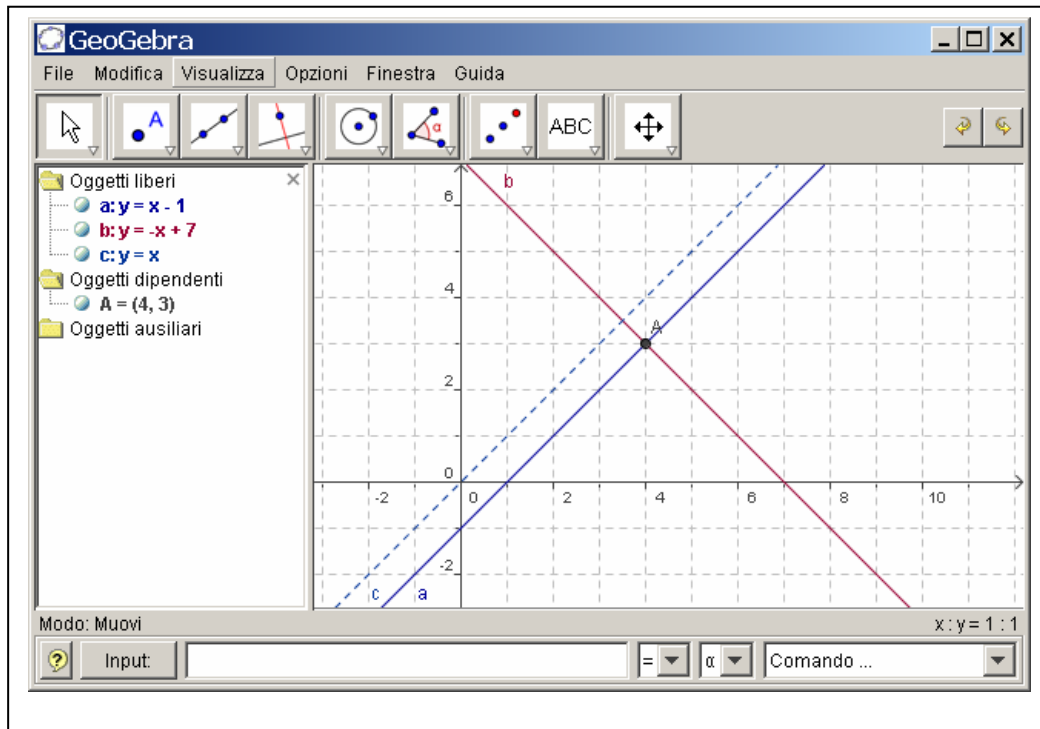 GeoGebra
File Modifica Visualizza Opzioni Finestra Guida
A α ABC
Oggetti liberi
a: y = x - 1
b: y = -x + 7
c: y = x
Oggetti dipendenti
A = (4, 3)
Oggetti ausiliari
b
6
4
A
2
0
-2 0 2 4 6 8 10
-2
c a
Modo: Muovi x : y = 1 : 1
? Input: = α Comando ...